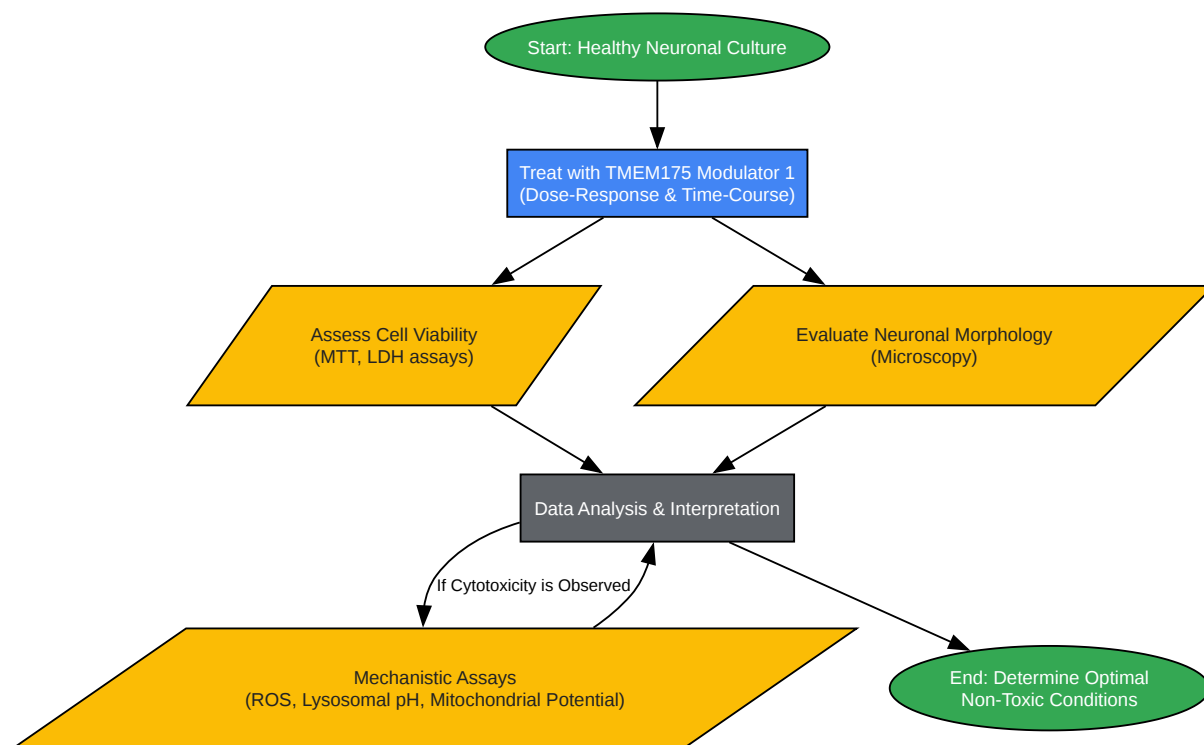 Start: Healthy Neuronal Culture
Treat with TMEM175 Modulator 1
(Dose-Response & Time-Course)
Assess Cell Viability
(MTT, LDH assays)
Evaluate Neuronal Morphology
(Microscopy)
Data Analysis & Interpretation
If Cytotoxicity is Observed
Mechanistic Assays
(ROS, Lysosomal pH, Mitochondrial Potential)
End: Determine Optimal
Non-Toxic Conditions